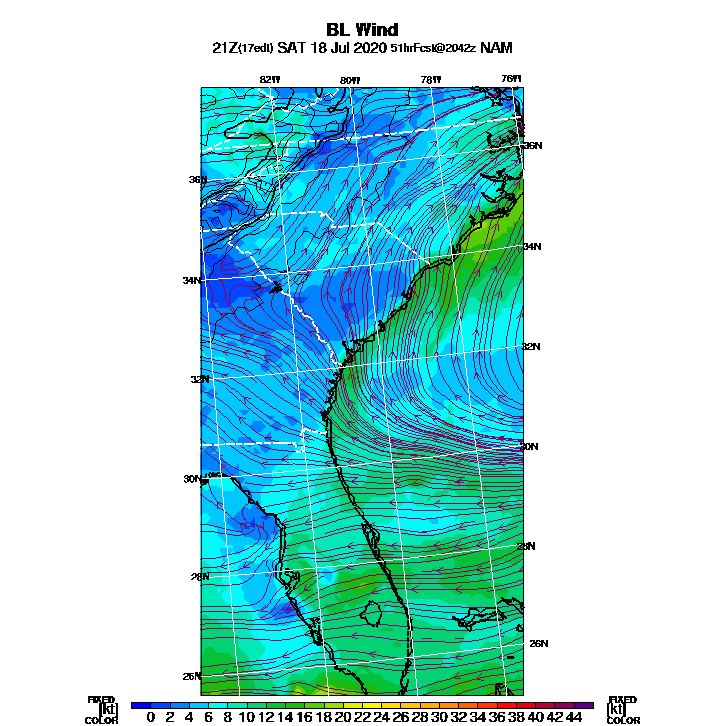 BL Wind
21Z(17edt) SAT 18 Jul 2020 51hrFcst@2042z NAM
82W 80W 78W 76W
36N
36N
34N
34N
32N
32N
30N
30N
28N
28N
26N
26N
FIXED FIXED
[kt] 0 2 4 6 8 10 12 14 16 18 20 22 24 26 28 30 32 34 36 38 40 42 44 [kt]
COLOR COLOR